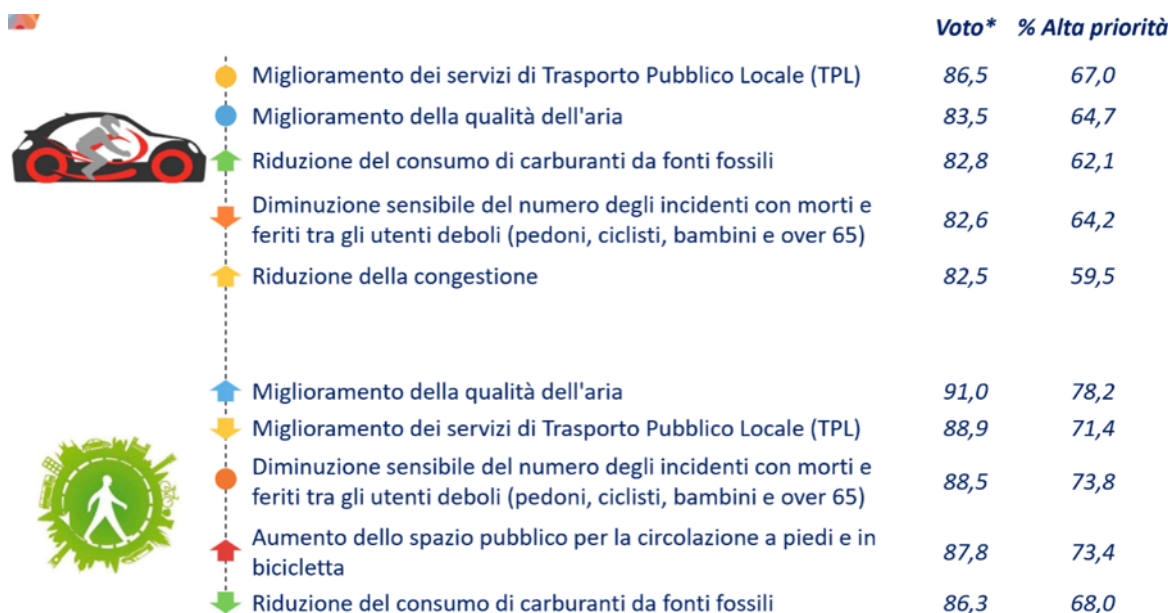 Voto* % Alta priorità
Miglioramento dei servizi di Trasporto Pubblico Locale (TPL) 86,5 67,0
Miglioramento della qualità dell'aria 83,5 64,7
Riduzione del consumo di carburanti da fonti fossili 82,8 62,1
Diminuzione sensibile del numero degli incidenti con morti e
feriti tra gli utenti deboli (pedoni, ciclisti, bambini e over 65) 82,6 64,2
Riduzione della congestione 82,5 59,5
Miglioramento della qualità dell'aria 91,0 78,2
Miglioramento dei servizi di Trasporto Pubblico Locale (TPL) 88,9 71,4
Diminuzione sensibile del numero degli incidenti con morti e
feriti tra gli utenti deboli (pedoni, ciclisti, bambini e over 65) 88,5 73,8
Aumento dello spazio pubblico per la circolazione a piedi e in
bicicletta 87,8 73,4
Riduzione del consumo di carburanti da fonti fossili 86,3 68,0